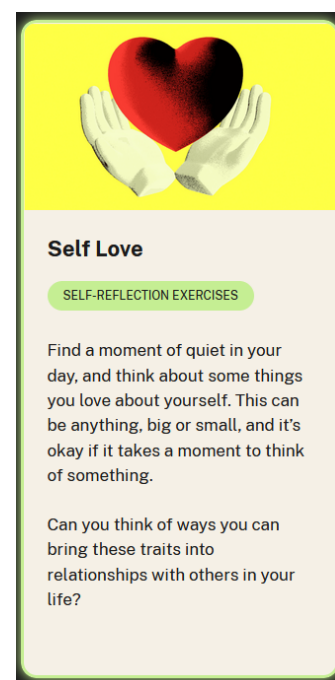 Self Love
SELF-REFLECTION EXERCISES
Find a moment of quiet in your
day, and think about some things
you love about yourself. This can
be anything, big or small, and it's
okay if it takes a moment to think
of something.
Can you think of ways you can
bring these traits into
relationships with others in your
life?